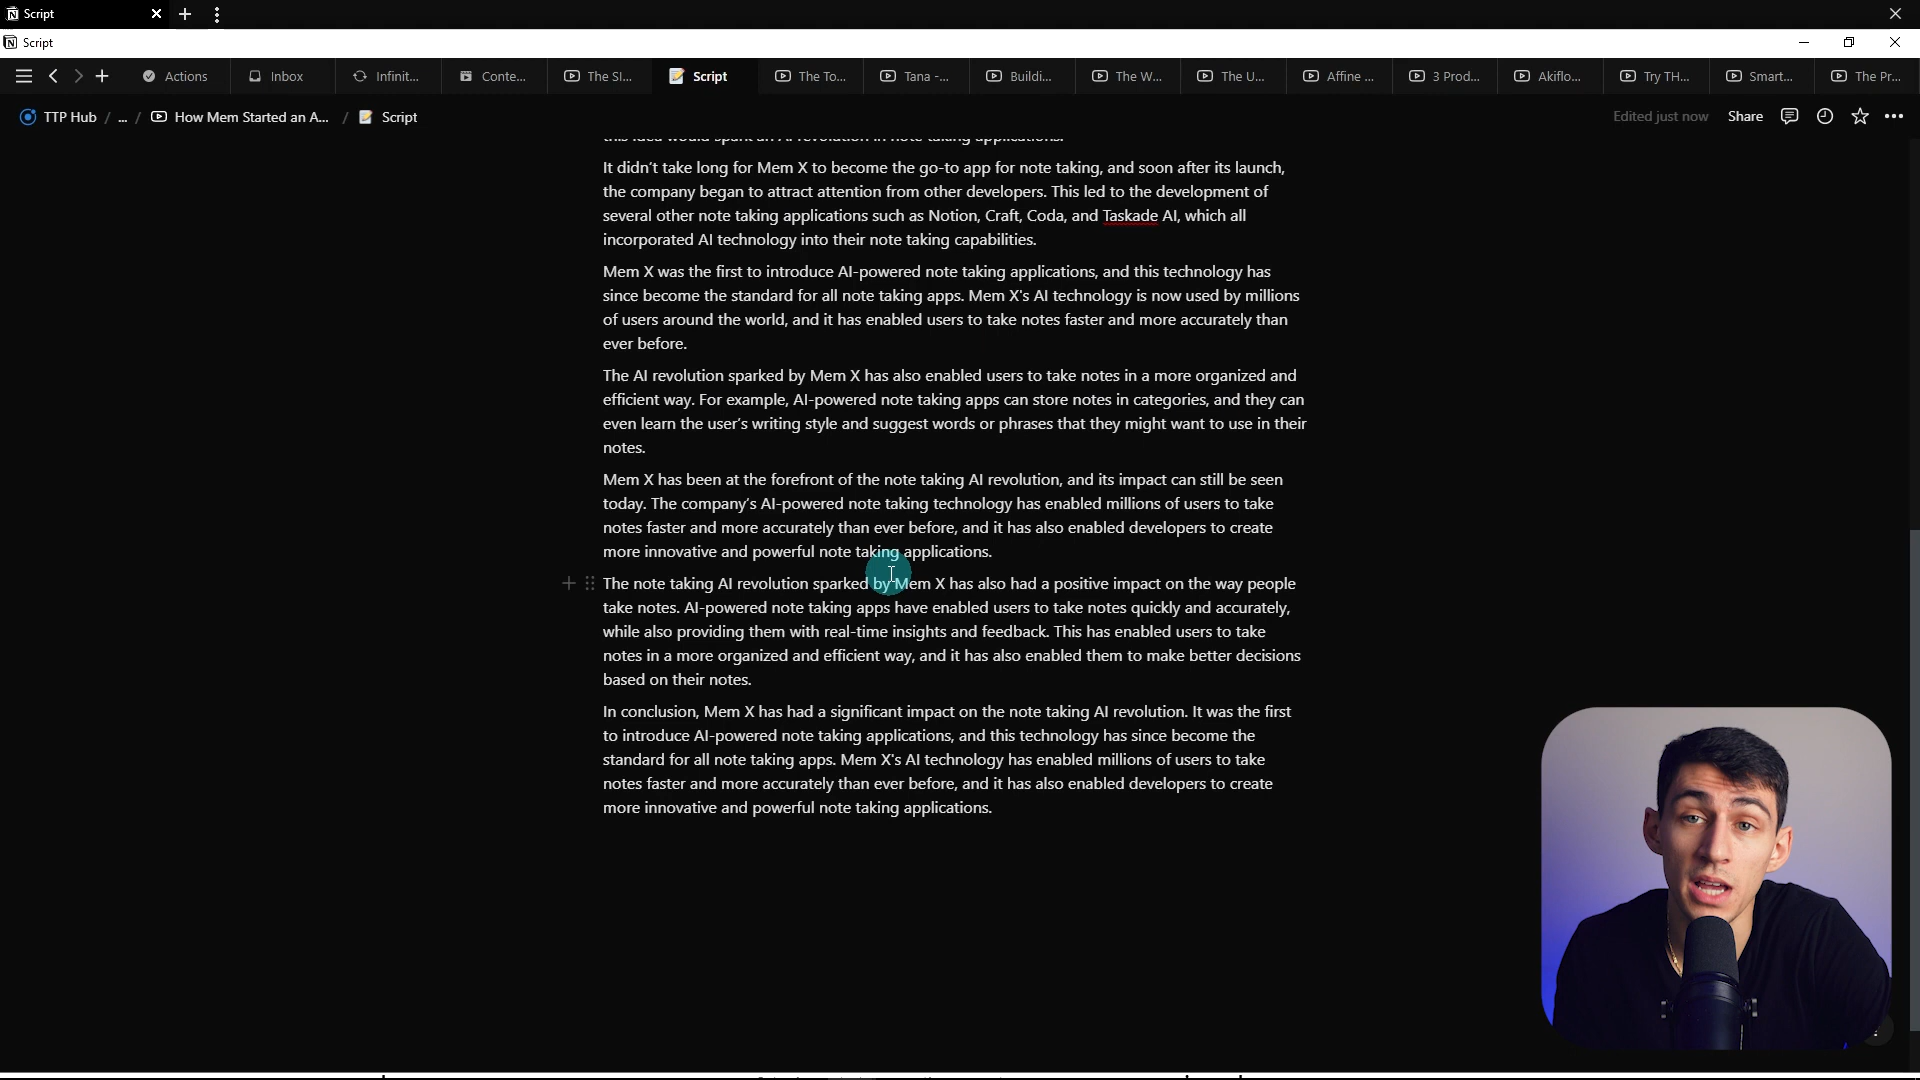 Script
Script
Actions
Inbox
Infinit...
Conte...
The Sl...
Script
The To...
Tana -...
Buildi...
The W...
The U...
Affine ...
3 Prod...
Akiflo...
Try TH...
Smart...
The Pr...
TTP Hub / ... / How Mem Started an A... / Script
Edited just now
Share
this idea would spark an AI revolution in note taking applications.
It didn't take long for Mem X to become the go-to app for note taking, and soon after its launch,
the company began to attract attention from other developers. This led to the development of
several other note taking applications such as Notion, Craft, Coda, and Taskade AI, which all
incorporated AI technology into their note taking capabilities.
Mem X was the first to introduce AI-powered note taking applications, and this technology has
since become the standard for all note taking apps. Mem X's AI technology is now used by millions
of users around the world, and it has enabled users to take notes faster and more accurately than
ever before.
The AI revolution sparked by Mem X has also enabled users to take notes in a more organized and
efficient way. For example, AI-powered note taking apps can store notes in categories, and they can
even learn the user's writing style and suggest words or phrases that they might want to use in their
notes.
Mem X has been at the forefront of the note taking AI revolution, and its impact can still be seen
today. The company's AI-powered note taking technology has enabled millions of users to take
notes faster and more accurately than ever before, and it has also enabled developers to create
more innovative and powerful note taking applications.
The note taking AI revolution sparked by Mem X has also had a positive impact on the way people
take notes. AI-powered note taking apps have enabled users to take notes quickly and accurately,
while also providing them with real-time insights and feedback. This has enabled users to take
notes in a more organized and efficient way, and it has also enabled them to make better decisions
based on their notes.
In conclusion, Mem X has had a significant impact on the note taking AI revolution. It was the first
to introduce AI-powered note taking applications, and this technology has since become the
standard for all note taking apps. Mem X's AI technology has enabled millions of users to take
notes faster and more accurately than ever before, and it has also enabled developers to create
more innovative and powerful note taking applications.